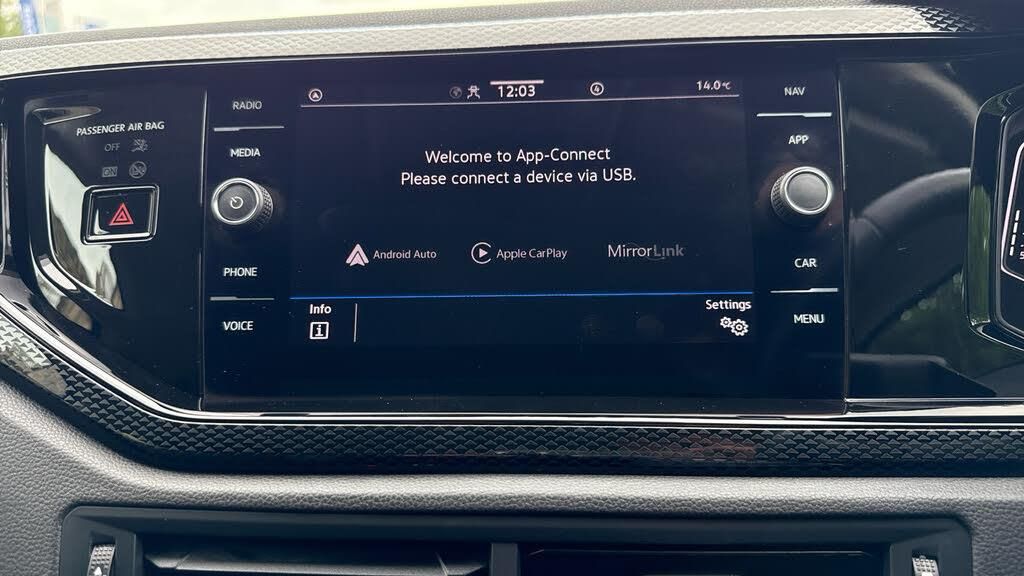 PASSENGER AIR BAG
OFF
ON
RADIO
MEDIA
PHONE
VOICE
12:03
4
14.0°C
Welcome to App-Connect
Please connect a device via USB.
Android Auto
Apple CarPlay
MirrorLink
Info
Settings
NAV
APP
CAR
MENU